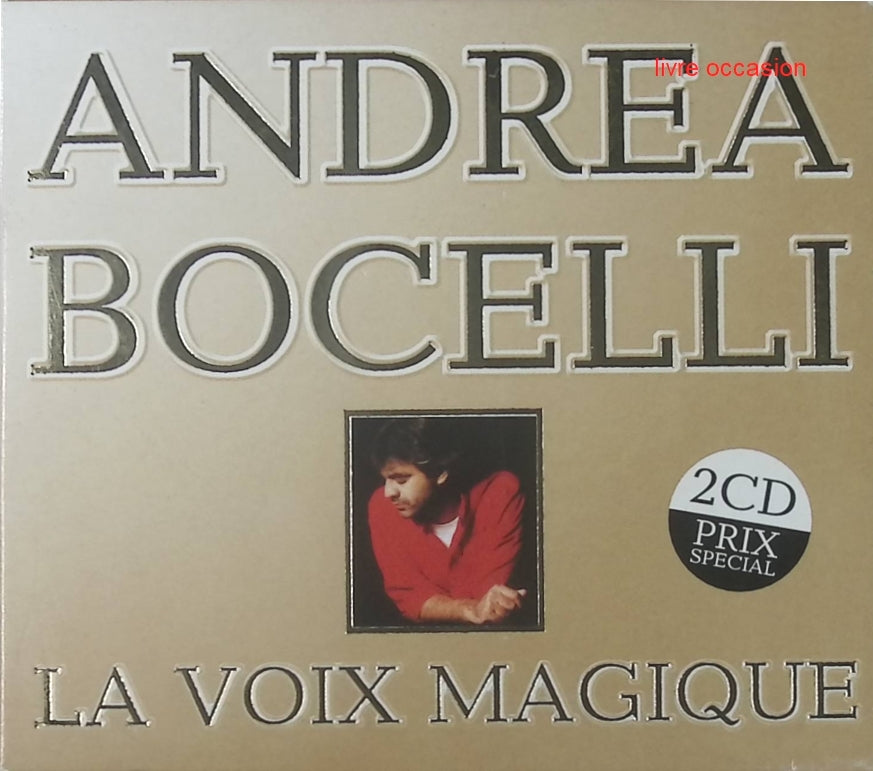 ANDREA
livre occasion
BOCELLI
2CD
PRIX
SPECIAL
LA VOIX MAGIQUE